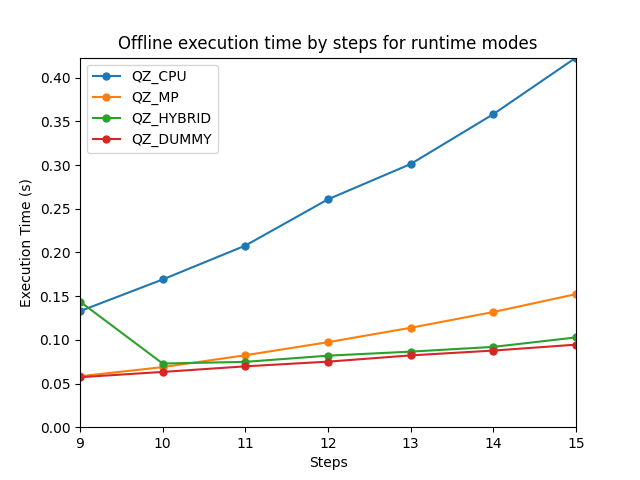 Offline execution time by steps for runtime modes
QZ_CPU
QZ_MP
QZ_HYBRID
QZ_DUMMY
Execution Time (s)
0.40
0.35
0.30
0.25
0.20
0.15
0.10
0.05
0.00
9 10 11 12 13 14 15
Steps